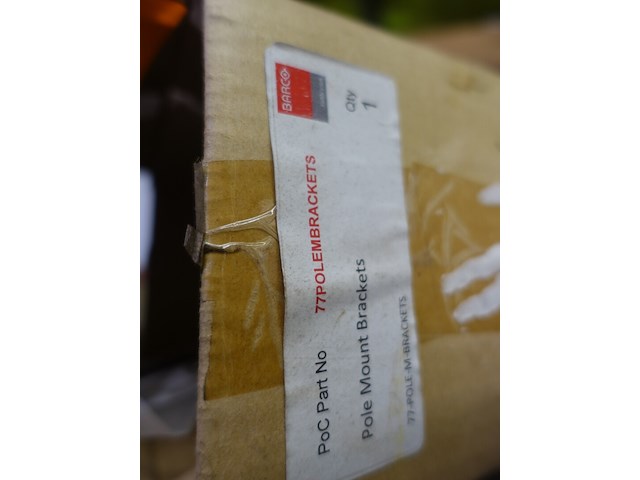 BARCO
Qty
1
PoC Part No 77POLEMBRACKETS
Pole Mount Brackets
77-POLE-M-BRACKETS